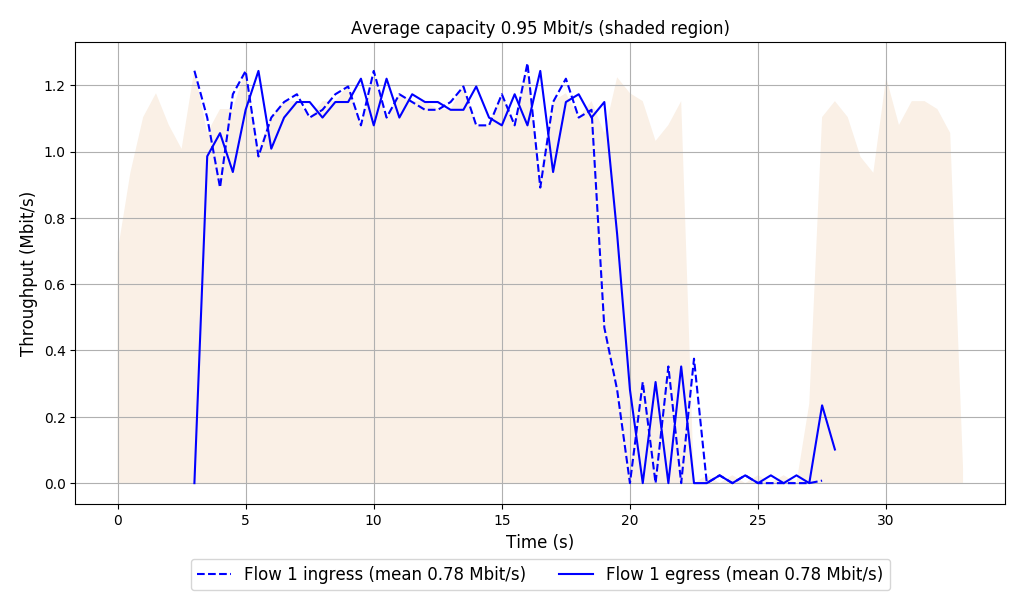 Average capacity 0.95 Mbit/s (shaded region)
Throughput (Mbit/s)
1.2
1.0
0.8
0.6
0.4
0.2
0.0
0 5 10 15 20 25 30
Time (s)
Flow 1 ingress (mean 0.78 Mbit/s) Flow 1 egress (mean 0.78 Mbit/s)